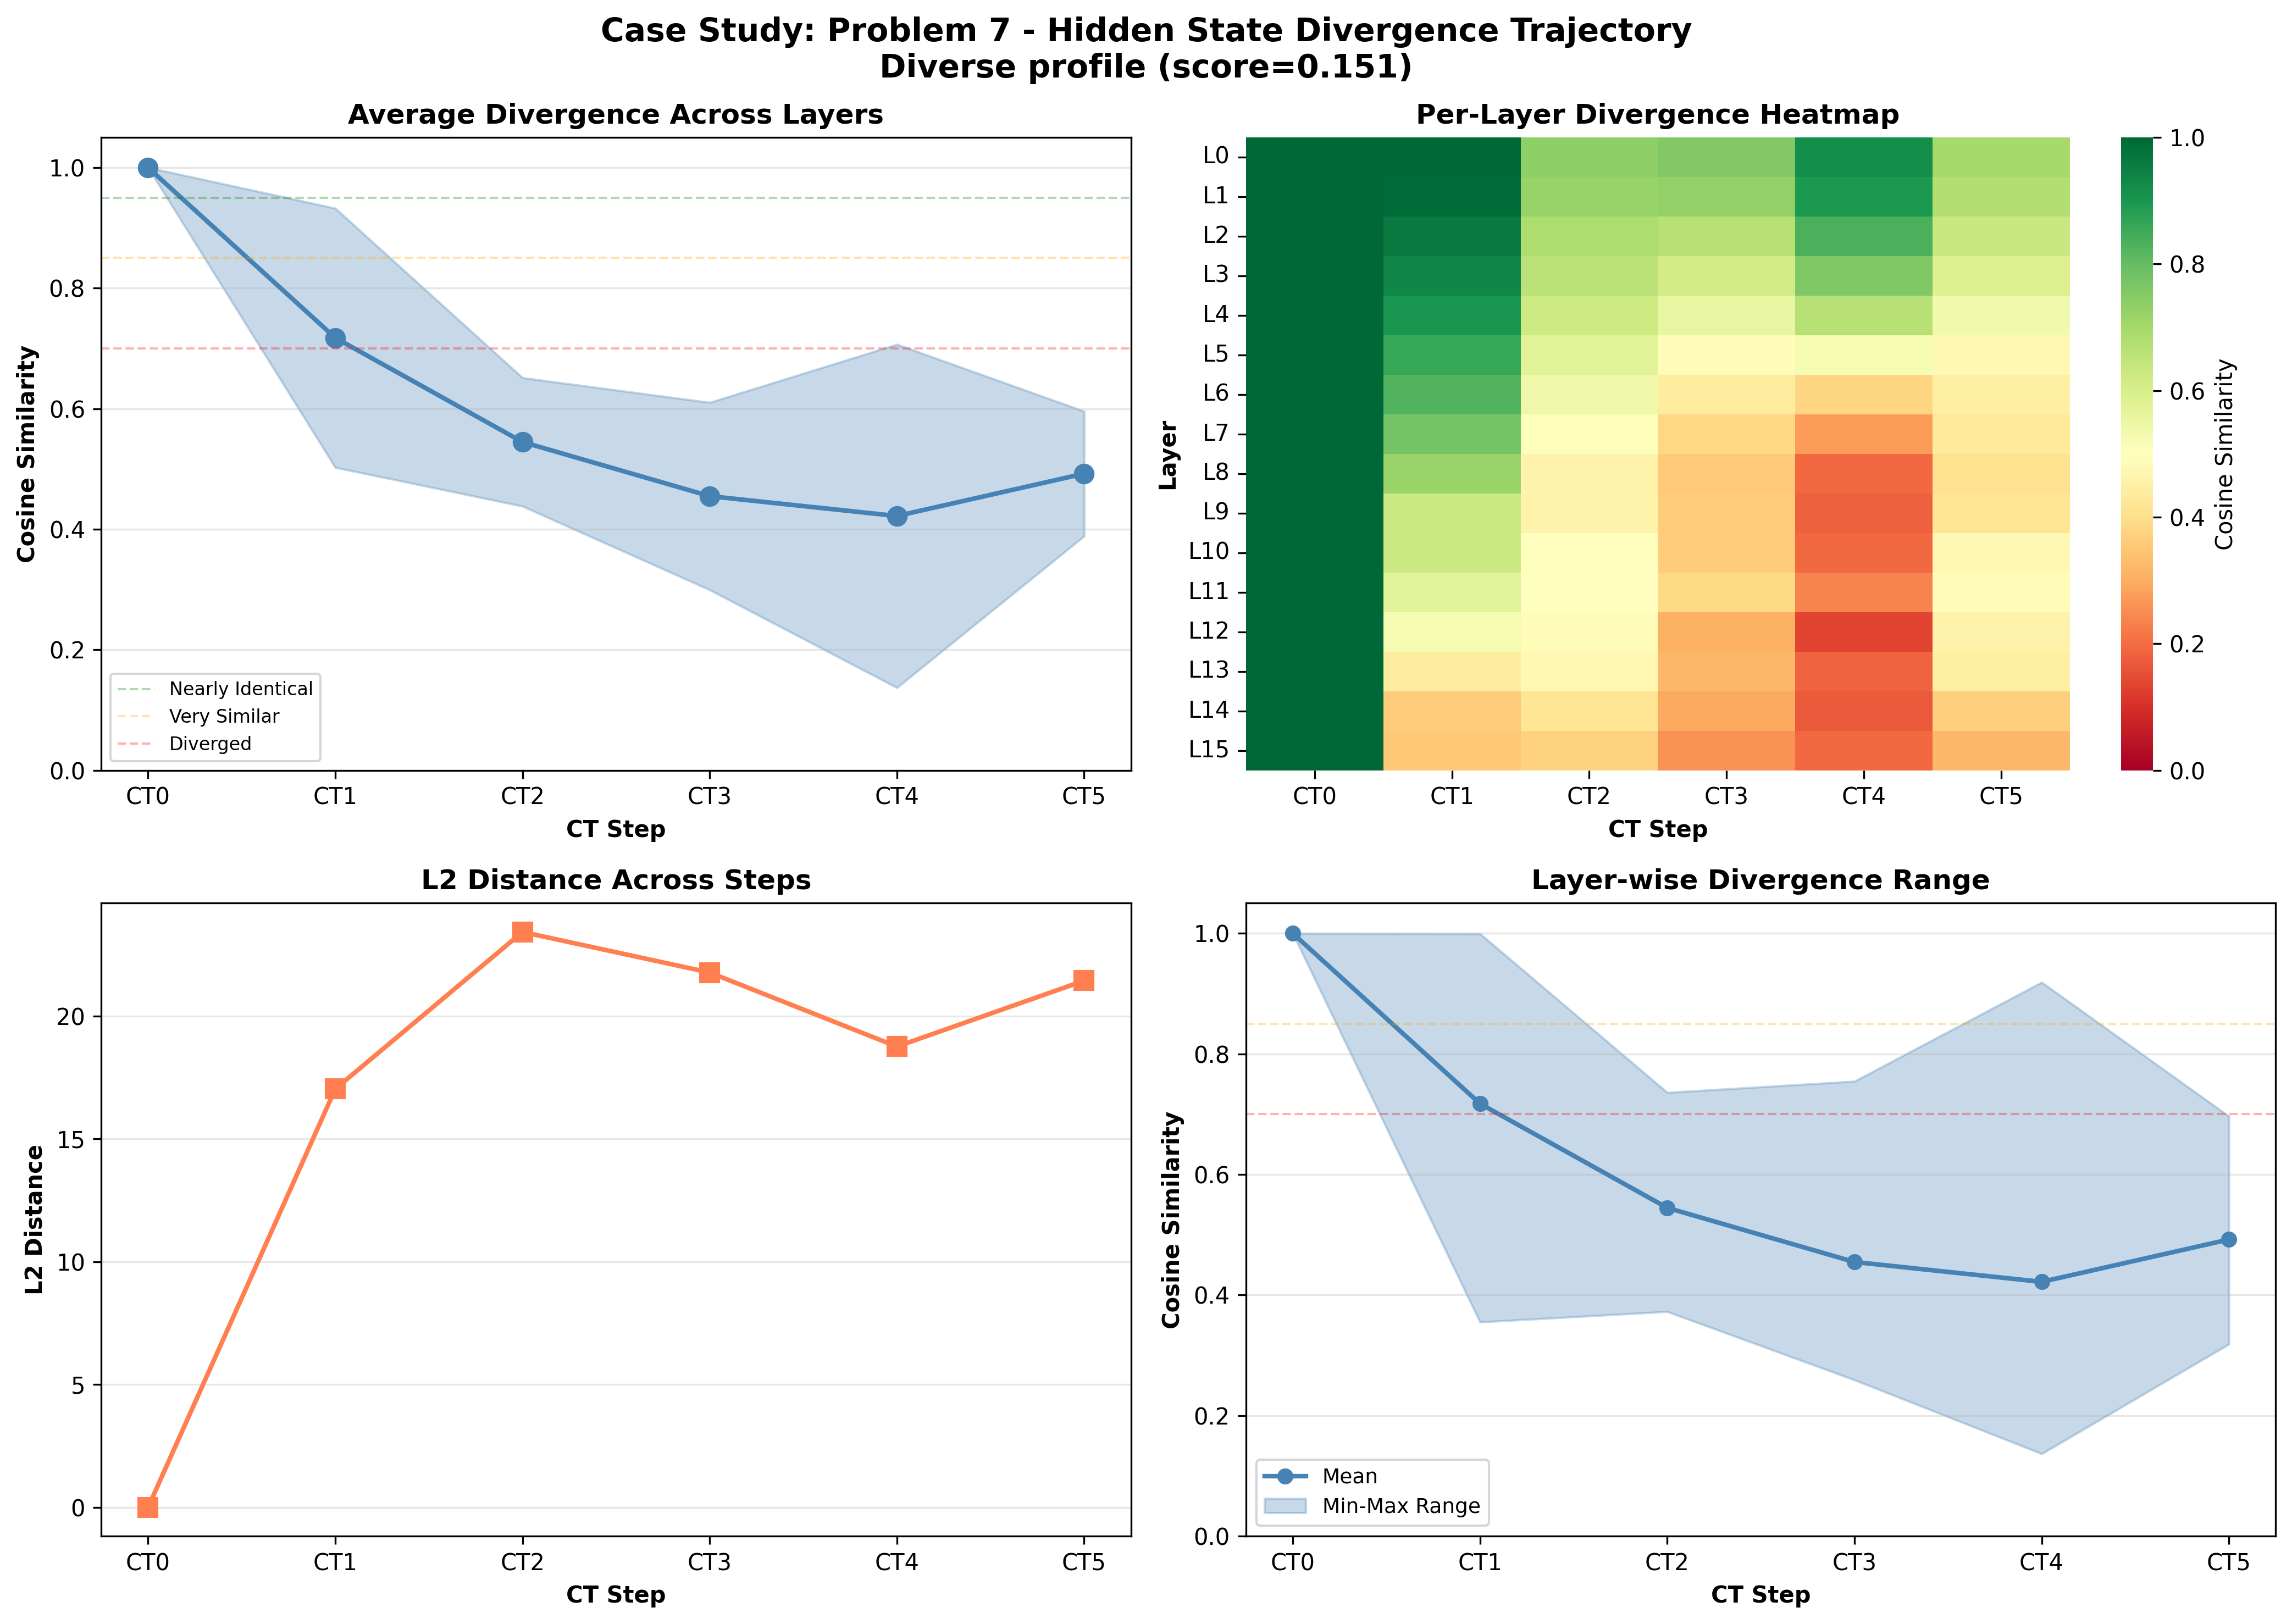 Case Study: Problem 7 - Hidden State Divergence Trajectory
Diverse profile (score=0.151)
Average Divergence Across Layers
Cosine Similarity
1.0
0.8
0.6
0.4
0.2
0.0
Nearly Identical
Very Similar
Diverged
CT0 CT1 CT2 CT3 CT4 CT5
CT Step
Per-Layer Divergence Heatmap
Layer
L0
L1
L2
L3
L4
L5
L6
L7
L8
L9
L10
L11
L12
L13
L14
L15
CT0 CT1 CT2 CT3 CT4 CT5
CT Step
1.0
0.8
0.6
0.4
0.2
0.0
Cosine Similarity
L2 Distance Across Steps
L2 Distance
20
15
10
5
0
CT0 CT1 CT2 CT3 CT4 CT5
CT Step
Layer-wise Divergence Range
Cosine Similarity
1.0
0.8
0.6
0.4
0.2
0.0
Mean
Min-Max Range
CT0 CT1 CT2 CT3 CT4 CT5
CT Step